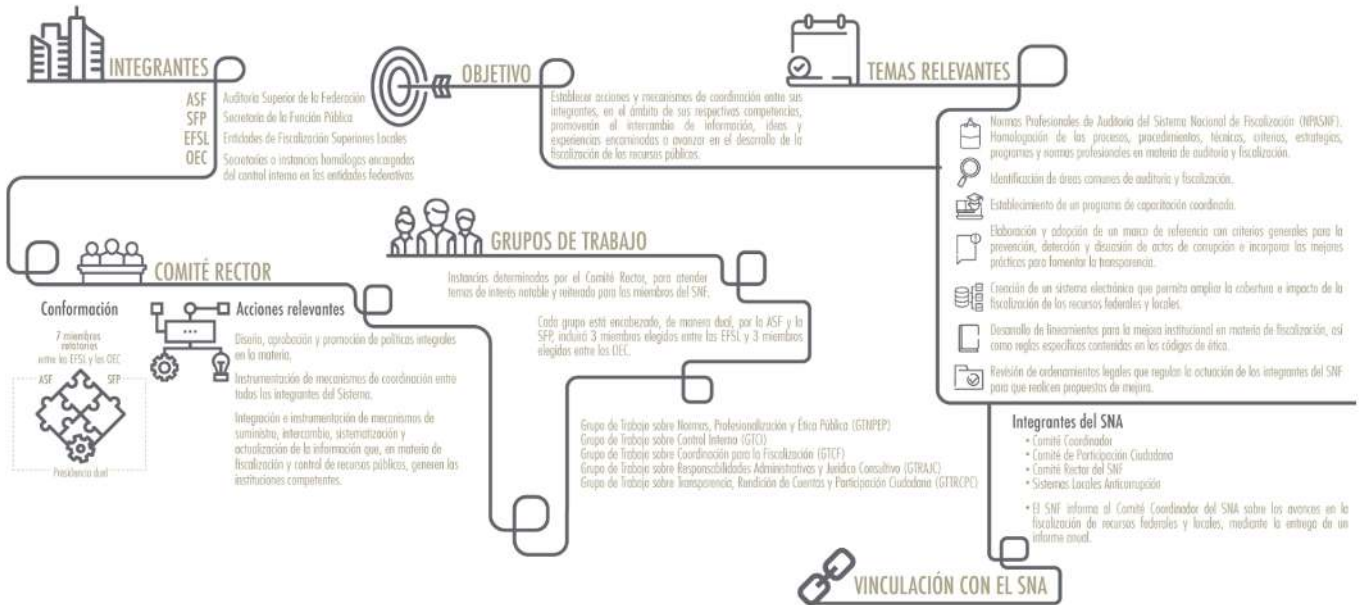 INTEGRANTES
ASF Auditoría Superior de la Federación
SFP Secretaría de la Función Pública
EFSL Entidades de Fiscalización Superiores Locales
OEC Secretarías o instancias homólogas encargadas
del control interno en las entidades federativas
OBJETIVO
Establecer acciones y mecanismos de coordinación entre sus
integrantes, en el ámbito de sus respectivas competencias,
promoverán el intercambio de información, ideas y
experiencias encaminadas a avanzar en el desarrollo de la
fiscalización de los recursos públicos.
TEMAS RELEVANTES
Normas Profesionales de Auditoría del Sistema Nacional de Fiscalización (NPASNF).
Homologación de los procesos, procedimientos, técnicas, criterios, estrategias,
programas y normas profesionales en materia de auditoría y fiscalización.
Identificación de áreas comunes de auditoría y fiscalización.
Establecimiento de un programa de capacitación coordinado.
Elaboración y adopción de un marco de referencia con criterios generales para la
prevención, detección y disuasión de actos de corrupción e incorporar las mejores
prácticas para fomentar la transparencia.
Creación de un sistema electrónico que permita ampliar la cobertura e impacto de la
fiscalización de los recursos federales y locales.
Desarrollo de lineamientos para la mejora institucional en materia de fiscalización, así
como reglas específicas contenidas en los códigos de ética.
Revisión de ordenamientos legales que regulan la actuación de los integrantes del SNF
para que realicen propuestas de mejora.
COMITÉ RECTOR
Conformación
7 miembros
rotatorios
entre las EFSL y los OEC
ASF SFP
Presidencia dual
Acciones relevantes
Diseño, aprobación y promoción de políticas integrales
en la materia.
Instrumentación de mecanismos de coordinación entre
todos los integrantes del Sistema.
Integración e instrumentación de mecanismos de
suministro, intercambio, sistematización y
actualización de la información que, en materia de
fiscalización y control de recursos públicos, generen las
instituciones competentes.
GRUPOS DE TRABAJO
Instancias determinadas por el Comité Rector, para atender
temas de interés notable y reiterado para los miembros del SNF.
Cada grupo está encabezado, de manera dual, por la ASF y la
SFP, incluirá 3 miembros elegidos entre las EFSL y 3 miembros
elegidos entre los OEC.
Grupo de Trabajo sobre Normas, Profesionalización y Ética Pública (GTNPEP)
Grupo de Trabajo sobre Control Interno (GTCI)
Grupo de Trabajo sobre Coordinación para la Fiscalización (GTCF)
Grupo de Trabajo sobre Responsabilidades Administrativas y Jurídico Consultivo (GTRAJC)
Grupo de Trabajo sobre Transparencia, Rendición de Cuentas y Participación Ciudadana (GTTRCPC)
Integrantes del SNA
• Comité Coordinador
• Comité de Participación Ciudadana
• Comité Rector del SNF
• Sistemas Locales Anticorrupción
• El SNF informa al Comité Coordinador del SNA sobre los avances en la
fiscalización de recursos federales y locales, mediante la entrega de un
informe anual.
VINCULACIÓN CON EL SNA